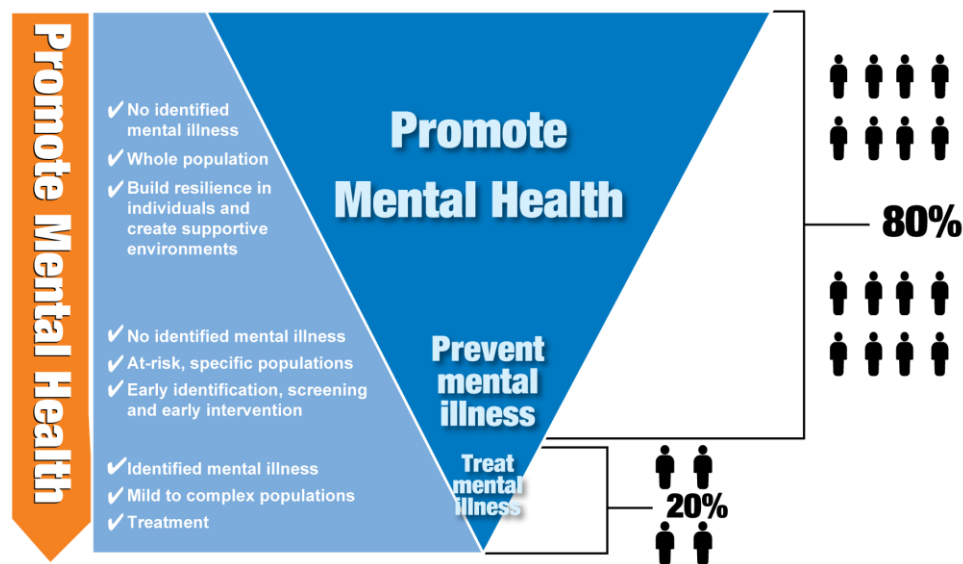 Promote Mental Health
✔ No identified
mental illness
✔ Whole population
✔ Build resilience in
individuals and
create supportive
environments
✔ No identified mental illness
✔ At-risk, specific populations
✔ Early identification, screening
and early intervention
✔ Identified mental illness
✔ Mild to complex populations
✔ Treatment
Promote
Mental Health
Prevent
mental
illness
Treat
mental
illness
80%
20%